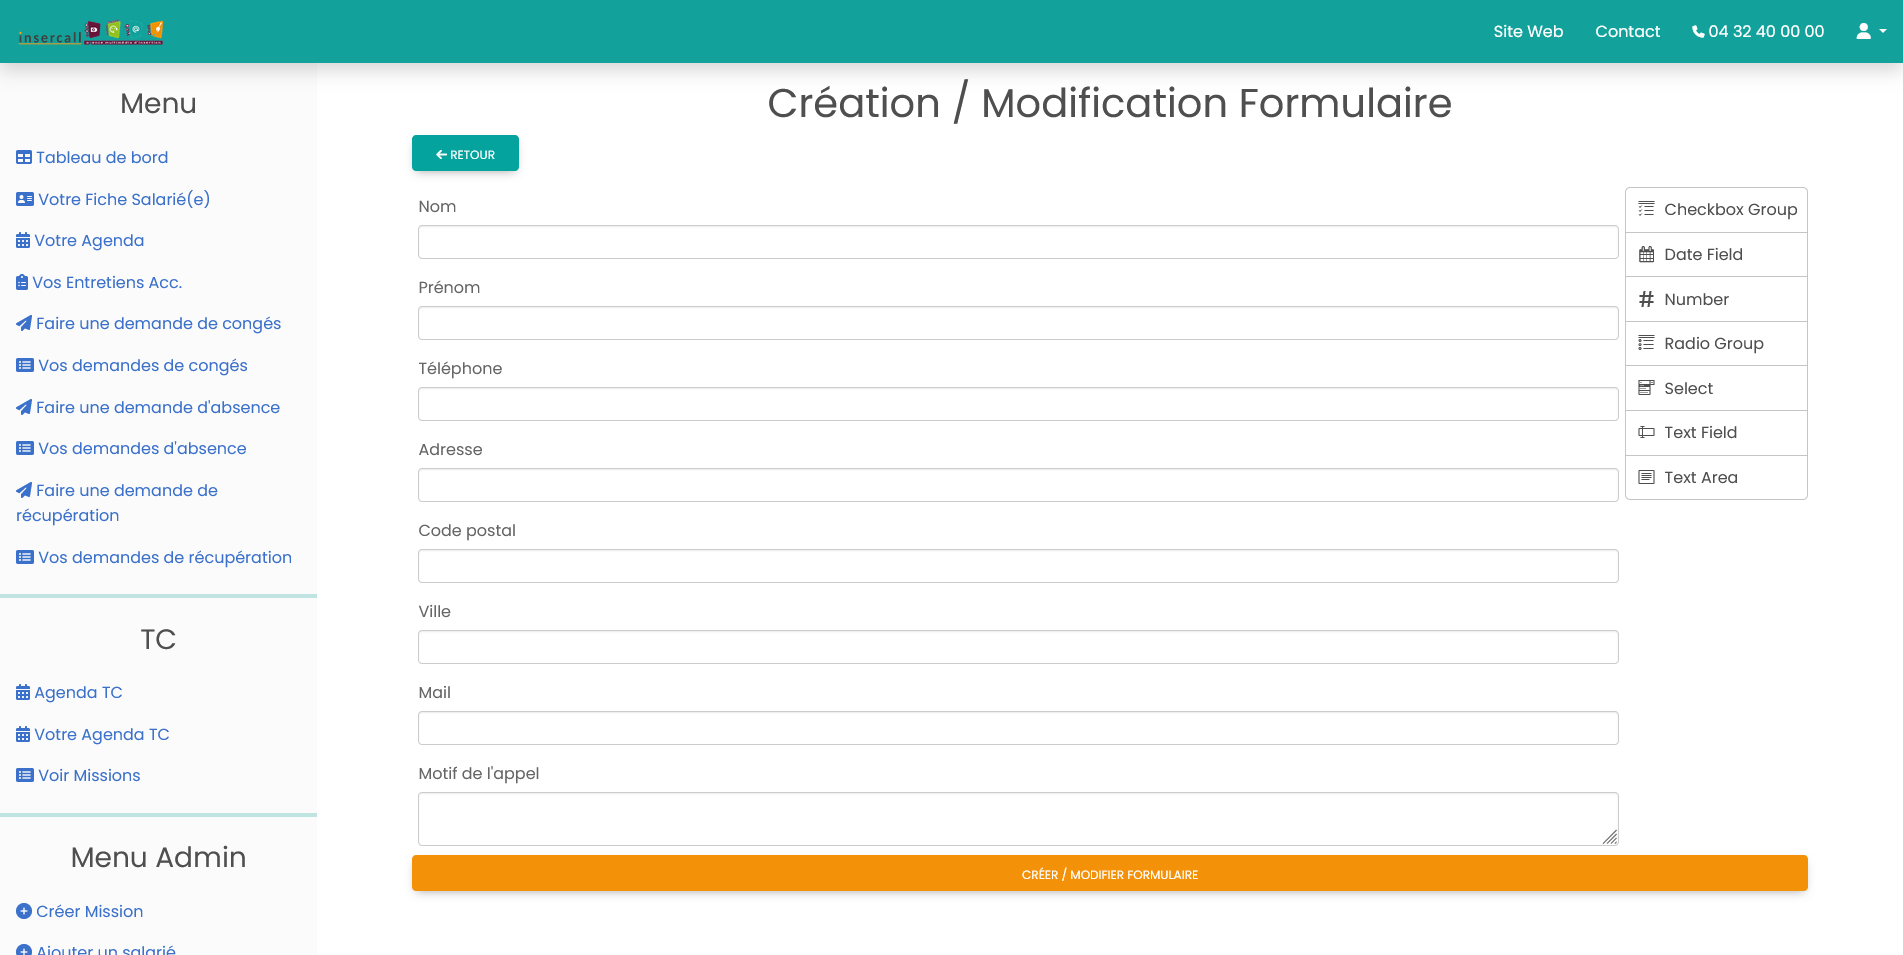 insercall
Site Web
Contact
04 32 40 00 00
Menu
Tableau de bord
Votre Fiche Salarié(e)
Votre Agenda
Vos Entretiens Acc.
Faire une demande de congés
Vos demandes de congés
Faire une demande d'absence
Vos demandes d'absence
Faire une demande de
récupération
Vos demandes de récupération
TC
Agenda TC
Votre Agenda TC
Voir Missions
Menu Admin
Créer Mission
Ajouter un salarié
Création / Modification Formulaire
RETOUR
Nom
Prénom
Téléphone
Adresse
Code postal
Ville
Mail
Motif de l'appel
CRÉER / MODIFIER FORMULAIRE
Checkbox Group
Date Field
Number
Radio Group
Select
Text Field
Text Area